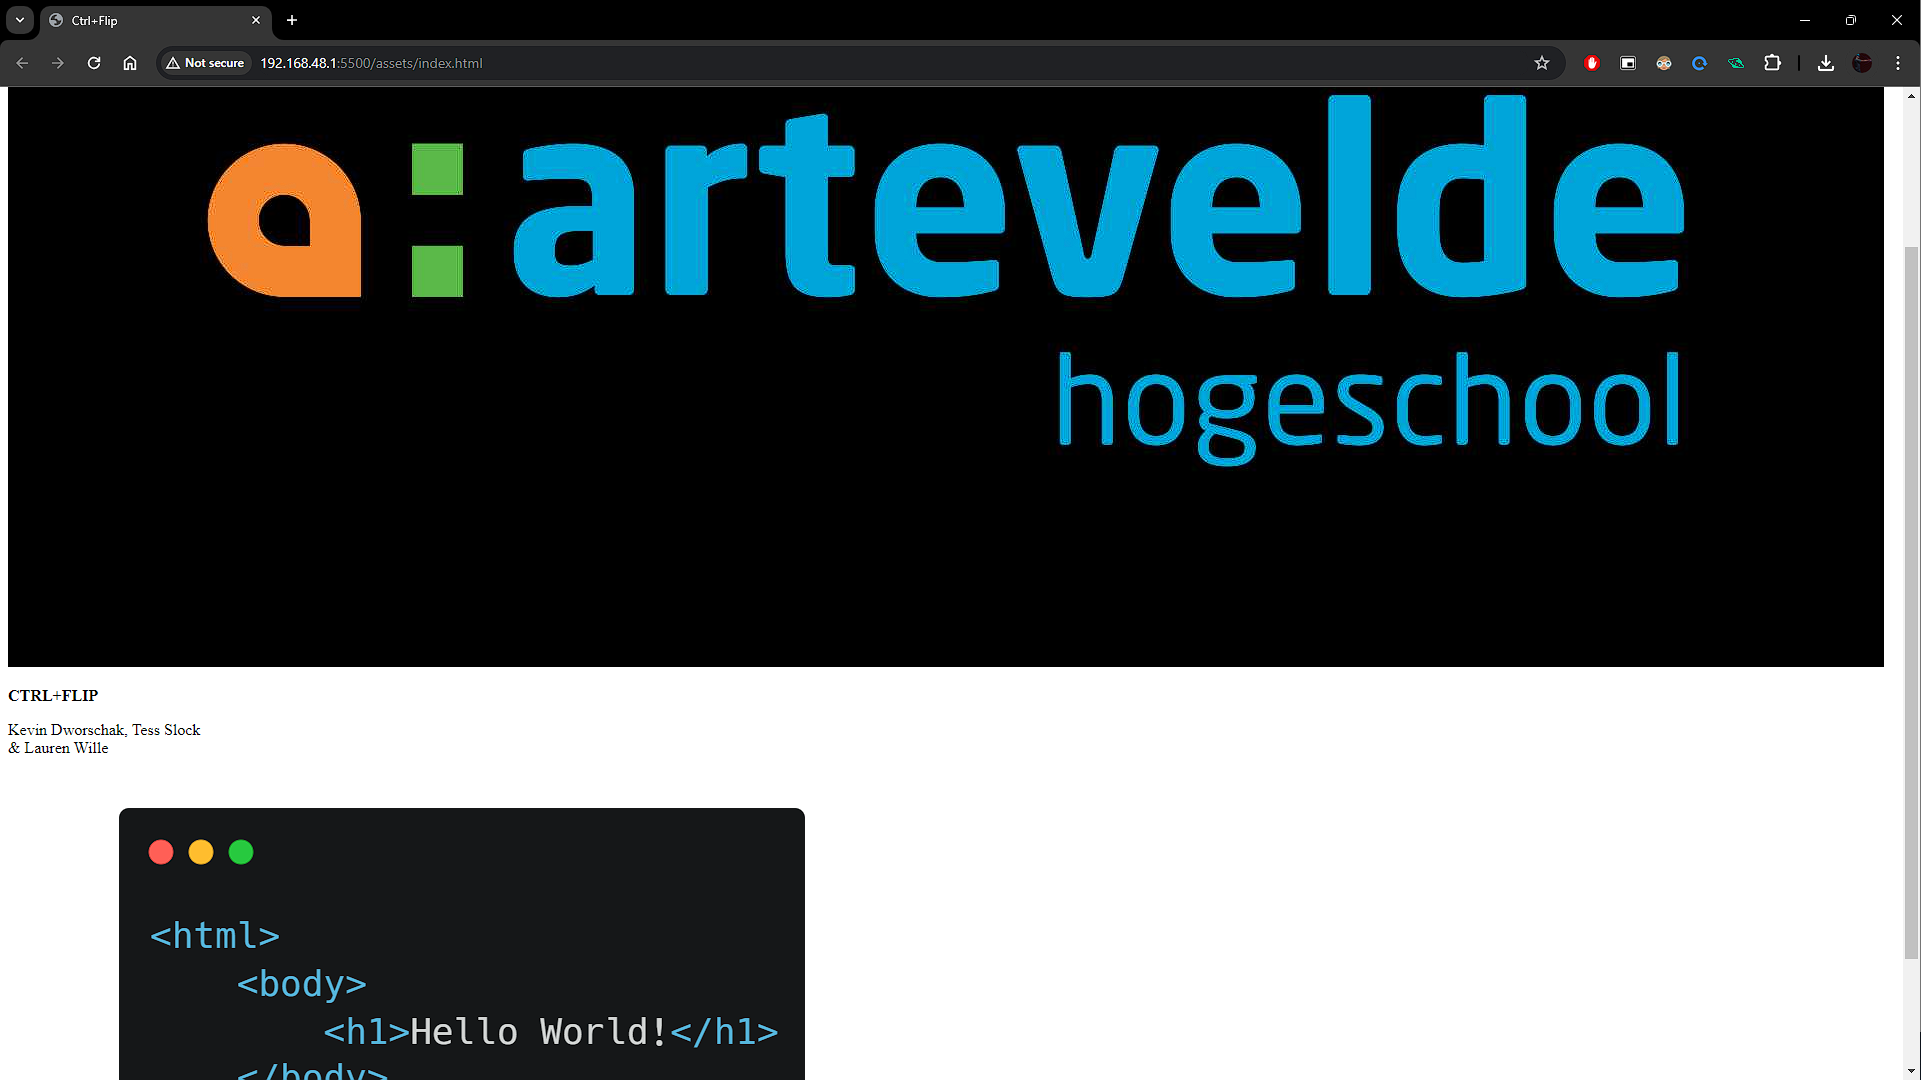 Ctrl+Flip
Not secure
192.168.48.1:5500/assets/index.html
a:artevelde
hogeschool
CTRL+FLIP
Kevin Dworschak, Tess Slock
& Lauren Wille
<html>
<body>
<h1>Hello World!</h1>
</body>